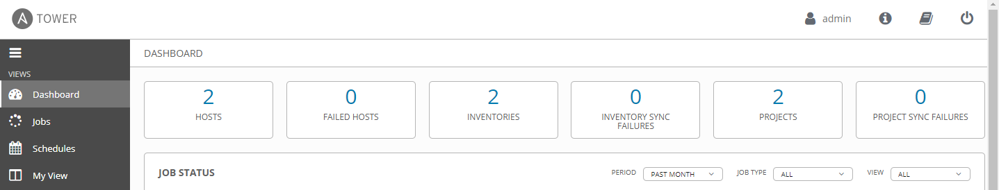 TOWER
admin
VIEWS
Dashboard
Jobs
Schedules
My View
DASHBOARD
2
HOSTS
0
FAILED HOSTS
2
INVENTORIES
0
INVENTORY SYNC
FAILURES
2
PROJECTS
0
PROJECT SYNC FAILURES
JOB STATUS
PERIOD PAST MONTH JOB TYPE ALL VIEW ALL